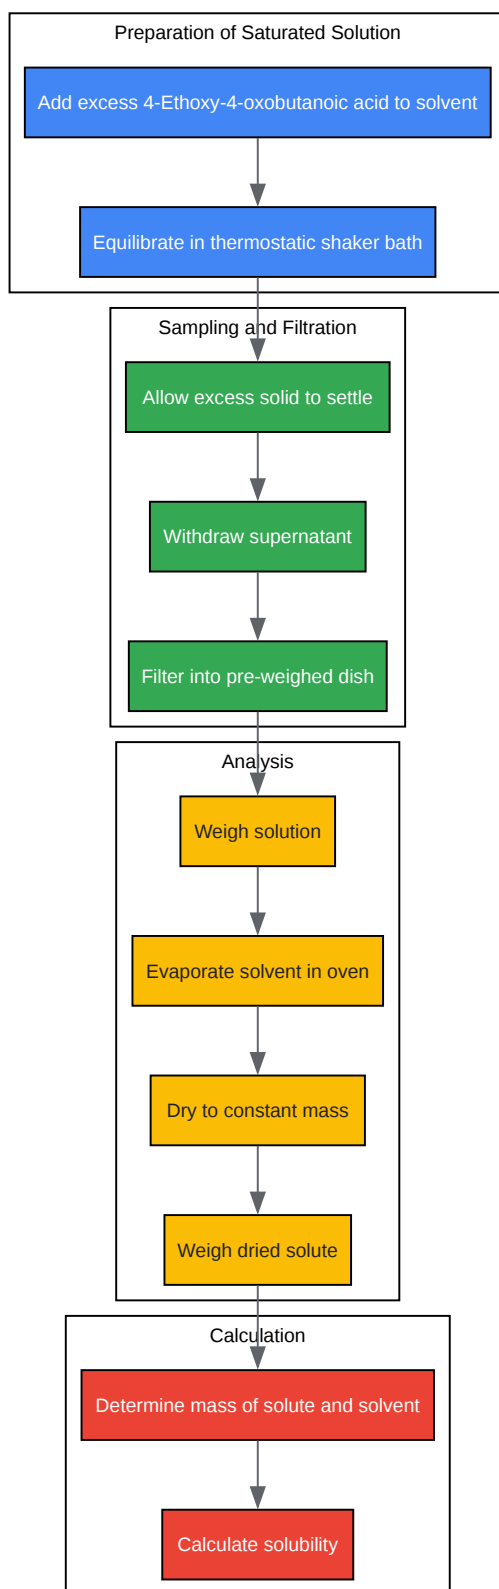 Preparation of Saturated Solution
Add excess 4-Ethoxy-4-oxobutanoic acid to solvent
Equilibrate in thermostatic shaker bath
Sampling and Filtration
Allow excess solid to settle
Withdraw supernatant
Filter into pre-weighed dish
Analysis
Weigh solution
Evaporate solvent in oven
Dry to constant mass
Weigh dried solute
Calculation
Determine mass of solute and solvent
Calculate solubility